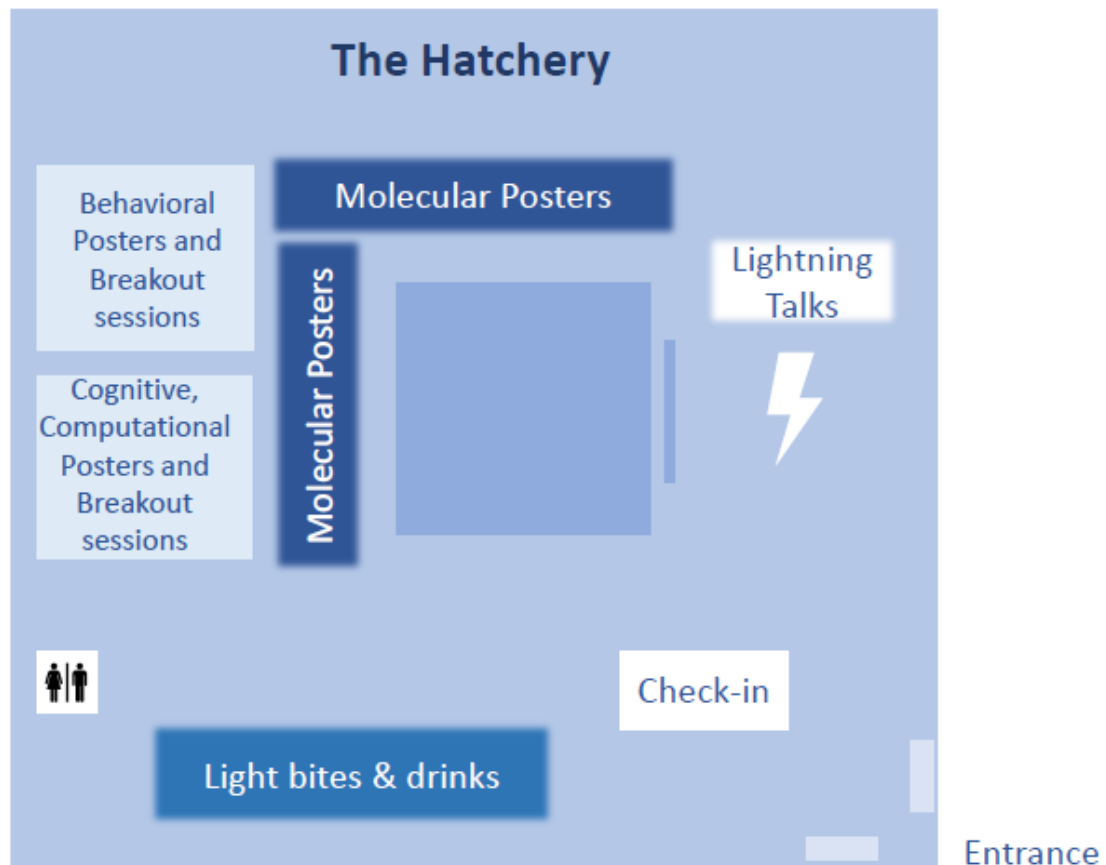 The Hatchery
Molecular Posters
Behavioral
Posters and
Breakout
sessions
Lightning
Talks
Molecular Posters
Cognitive,
Computational
Posters and
Breakout
sessions
Check-in
Light bites & drinks
Entrance